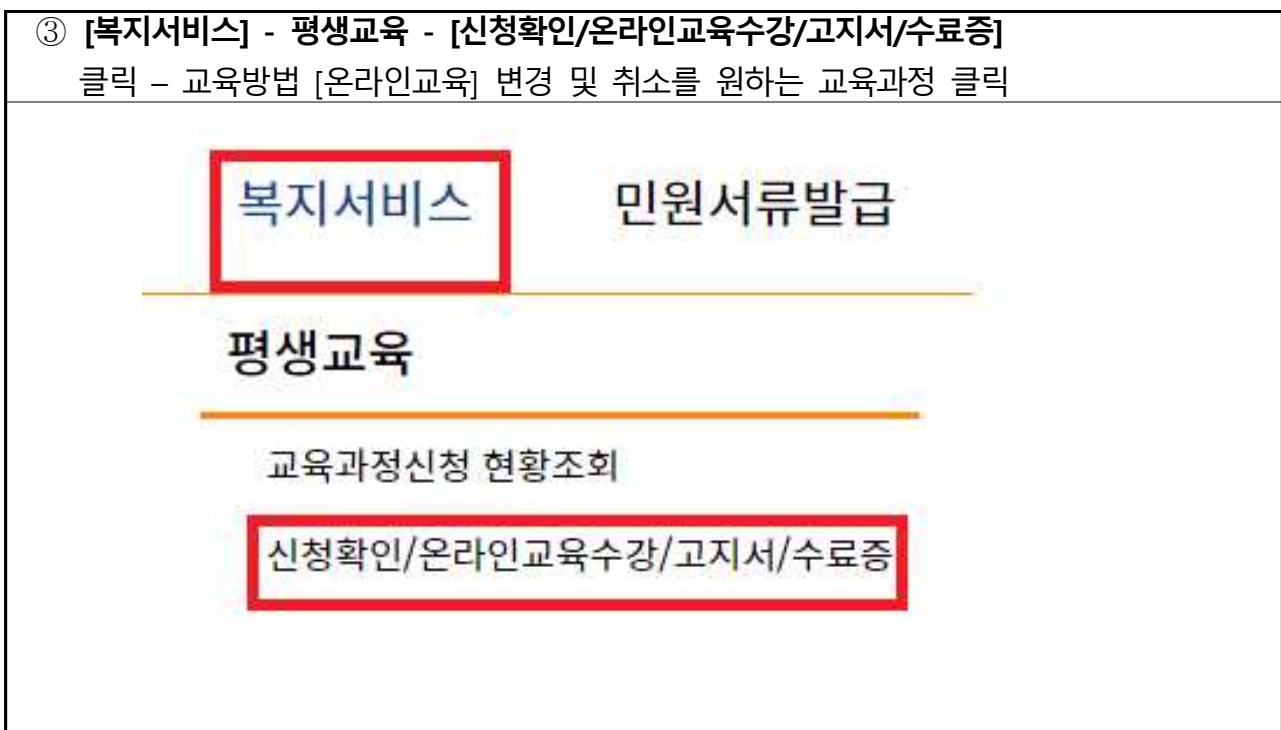 ③ [복지서비스] - 평생교육 - [신청확인/온라인교육수강/고지서/수료증]
클릭 – 교육방법 [온라인교육] 변경 및 취소를 원하는 교육과정 클릭
복지서비스 민원서류발급
평생교육
교육과정신청 현황조회
신청확인/온라인교육수강/고지서/수료증